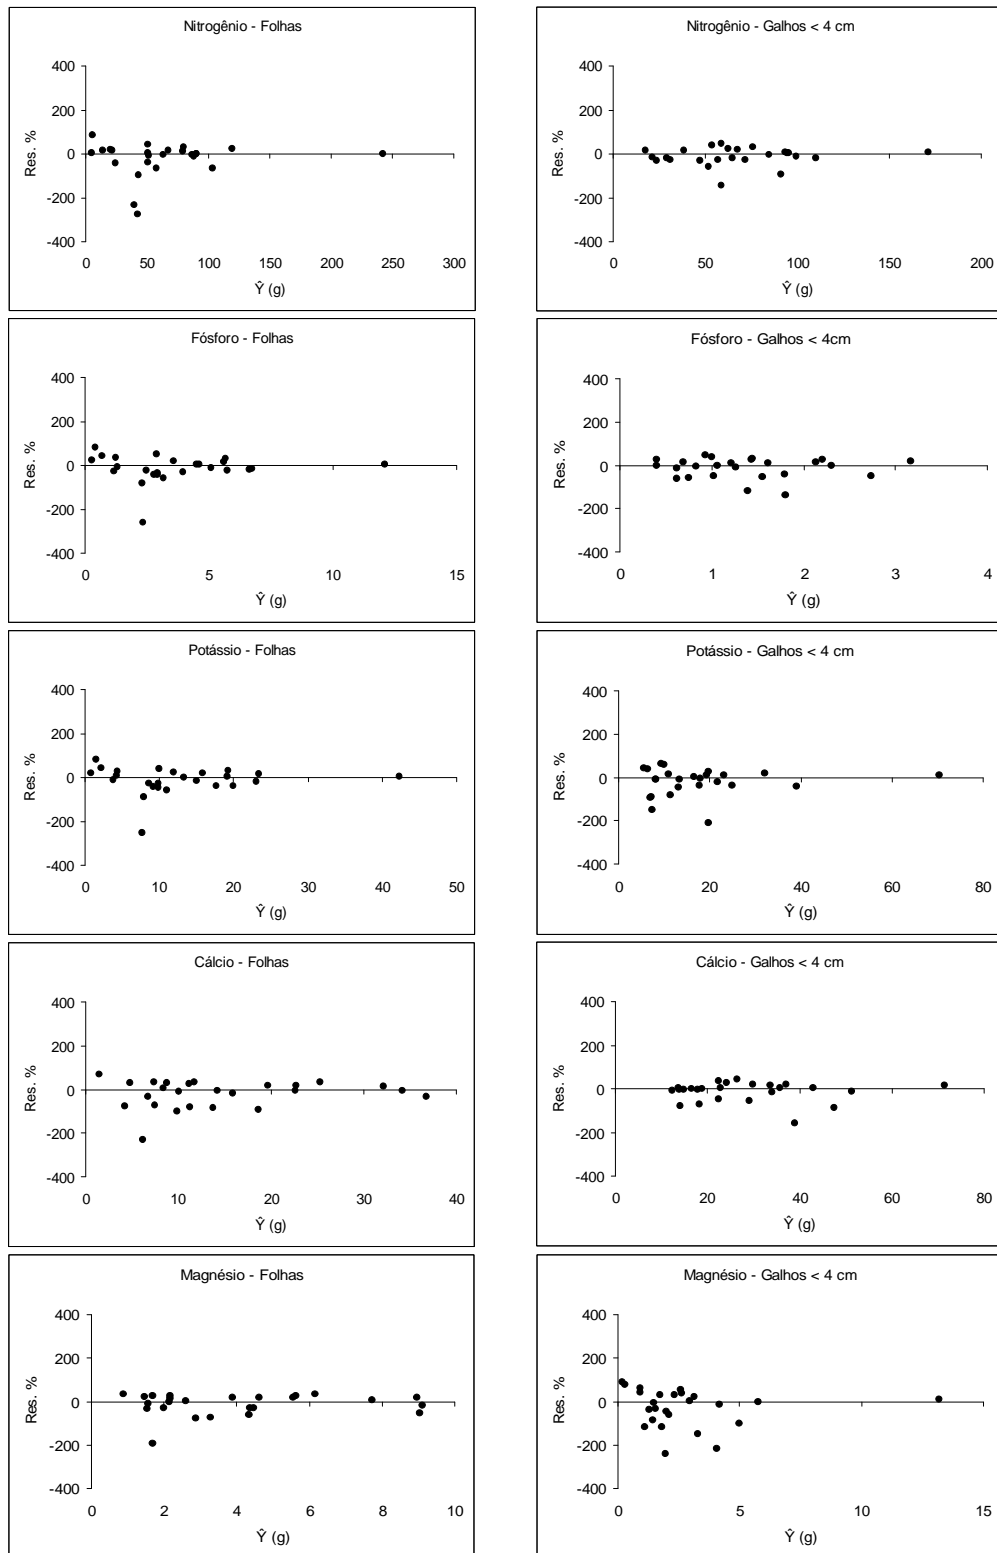 Nitrogênio - Folhas
400
200
0
-200
-400
Res. %
0 50 100 150 200 250 300
Ŷ (g)
Nitrogênio - Galhos < 4 cm
400
200
0
-200
-400
Res. %
0 50 100 150 200
Ŷ (g)
Fósforo - Folhas
400
200
0
-200
-400
Res. %
0 5 10 15
Ŷ (g)
Fósforo - Galhos < 4cm
400
200
0
-200
-400
Res. %
0 1 2 3 4
Ŷ (g)
Potássio - Folhas
400
200
0
-200
-400
Res. %
0 10 20 30 40 50
Ŷ (g)
Potássio - Galhos < 4 cm
400
200
0
-200
-400
Res. %
0 20 40 60 80
Ŷ (g)
Cálcio - Folhas
400
200
0
-200
-400
Res. %
0 10 20 30 40
Ŷ (g)
Cálcio - Galhos < 4 cm
400
200
0
-200
-400
Res. %
0 20 40 60 80
Ŷ (g)
Magnésio - Folhas
400
200
0
-200
-400
Res. %
0 2 4 6 8 10
Ŷ (g)
Magnésio - Galhos < 4 cm
400
200
0
-200
-400
Res. %
0 5 10 15
Ŷ (g)